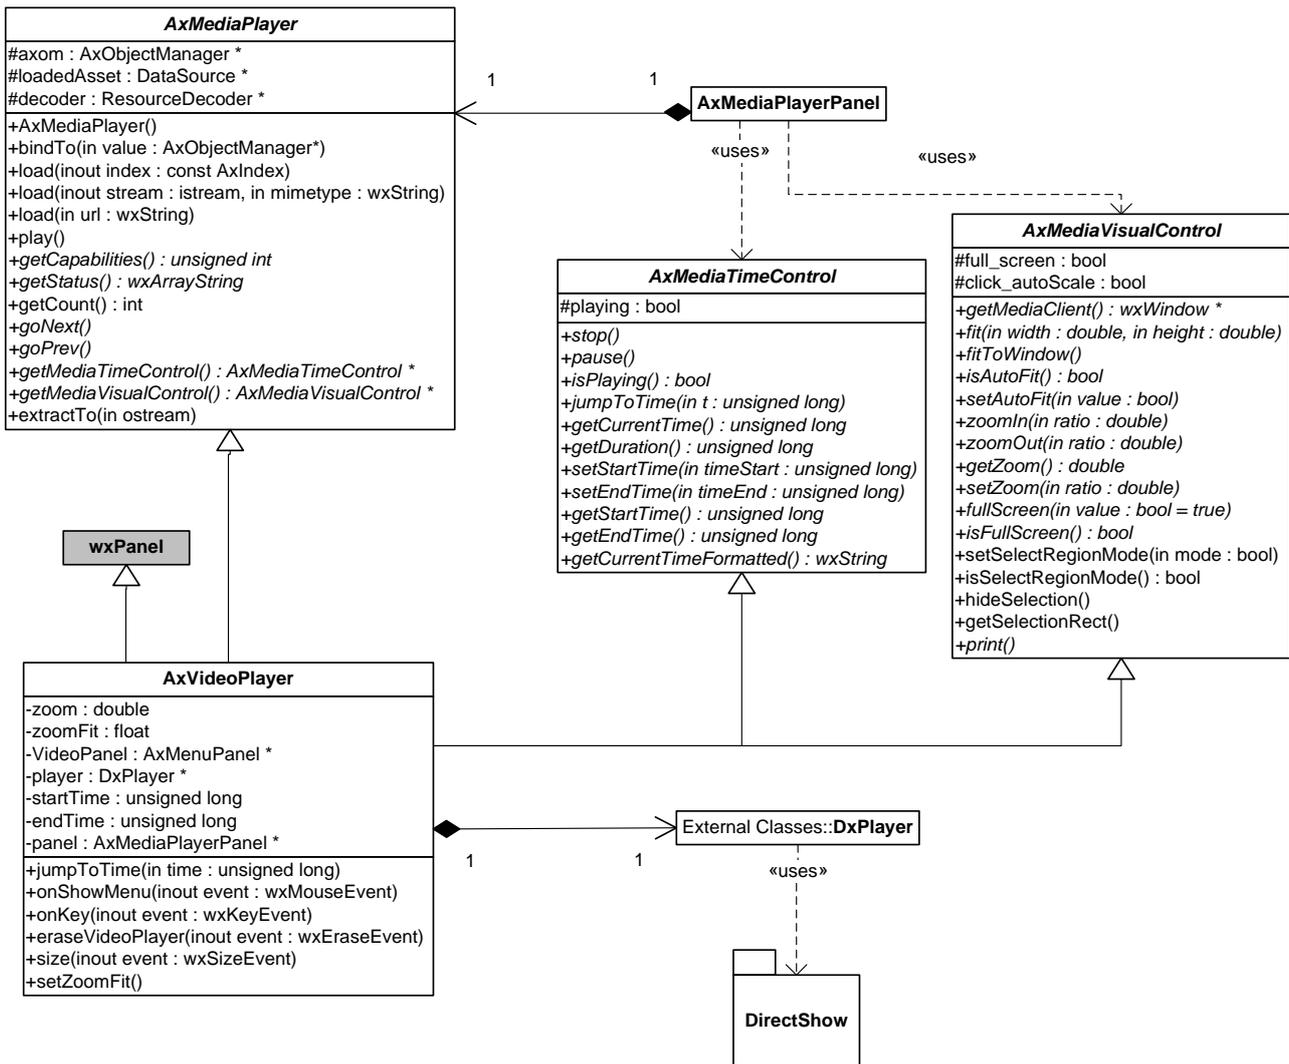 AxMediaPlayer
#axom : AxObjectManager *
#loadedAsset : DataSource *
#decoder : ResourceDecoder *
+AxMediaPlayer()
+bindTo(in value : AxObjectManager*)
+load(inout index : const AxIndex)
+load(inout stream : istream, in mimetype : wxString)
+load(in url : wxString)
+play()
+getCapabilities() : unsigned int
+getStatus() : wxArrayString
+getCount() : int
+goNext()
+goPrev()
+getMediaTimeControl() : AxMediaTimeControl *
+getMediaVisualControl() : AxMediaVisualControl *
+extractTo(in ostream)
1
1
AxMediaPlayerPanel
«uses»
«uses»
AxMediaTimeControl
#playing : bool
+stop()
+pause()
+isPlaying() : bool
+jumpToTime(in t : unsigned long)
+getCurrentTime() : unsigned long
+getDuration() : unsigned long
+setStartTime(in timeStart : unsigned long)
+setEndTime(in timeEnd : unsigned long)
+getStartTime() : unsigned long
+getEndTime() : unsigned long
+getCurrentTimeFormatted() : wxString
AxMediaVisualControl
#full_screen : bool
#click_autoScale : bool
+getMediaClient() : wxWindow *
+fit(in width : double, in height : double)
+fitToWindow()
+isAutoFit() : bool
+setAutoFit(in value : bool)
+zoomIn(in ratio : double)
+zoomOut(in ratio : double)
+getZoom() : double
+setZoom(in ratio : double)
+fullScreen(in value : bool = true)
+isFullScreen() : bool
+setSelectRegionMode(in mode : bool)
+isSelectRegionMode() : bool
+hideSelection()
+getSelectionRect()
+print()
wxPanel
AxVideoPlayer
-zoom : double
-zoomFit : float
-VideoPanel : AxMenuPanel *
-player : DxPlayer *
-startTime : unsigned long
-endTime : unsigned long
-panel : AxMediaPlayerPanel *
+jumpToTime(in time : unsigned long)
+onShowMenu(inout event : wxMouseEvent)
+onKey(inout event : wxKeyEvent)
+eraseVideoPlayer(inout event : wxEraseEvent)
+size(inout event : wxSizeEvent)
+setZoomFit()
1
1
External Classes::DxPlayer
«uses»
DirectShow